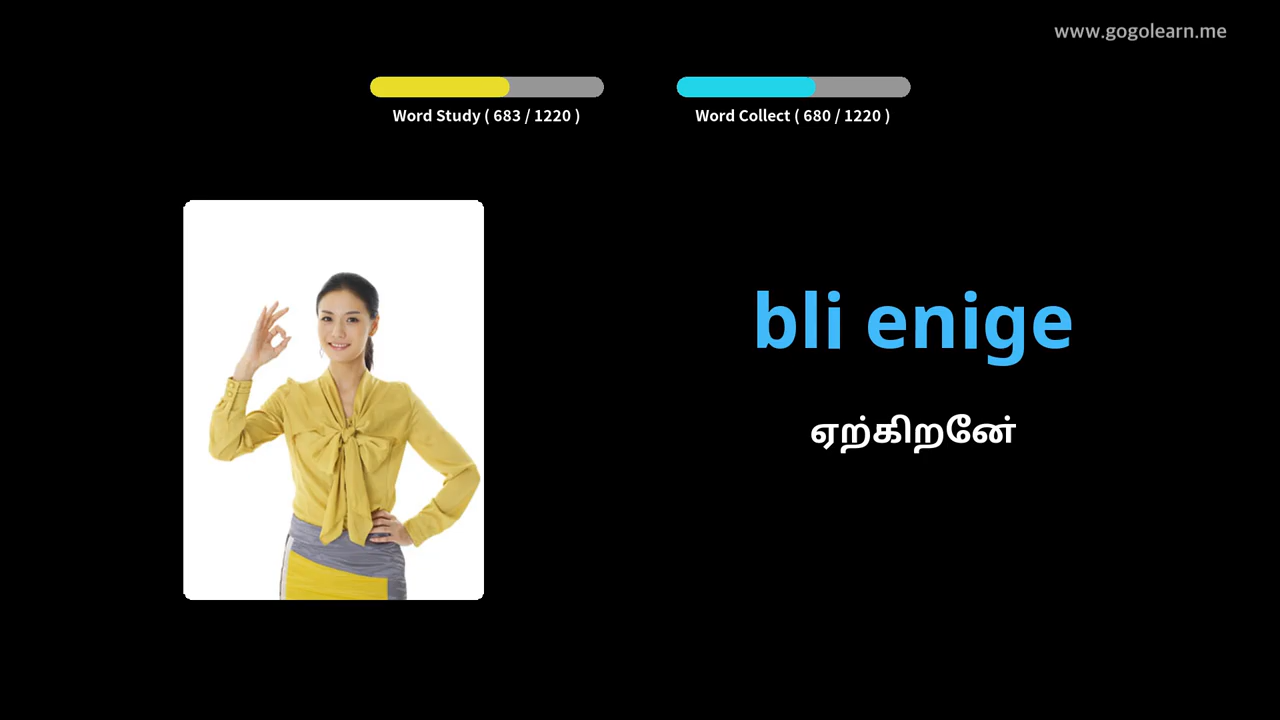 www.gogolearn.me
Word Study ( 683 / 1220 )
Word Collect ( 680 / 1220 )
bli enige
ஏற்கிறேன்